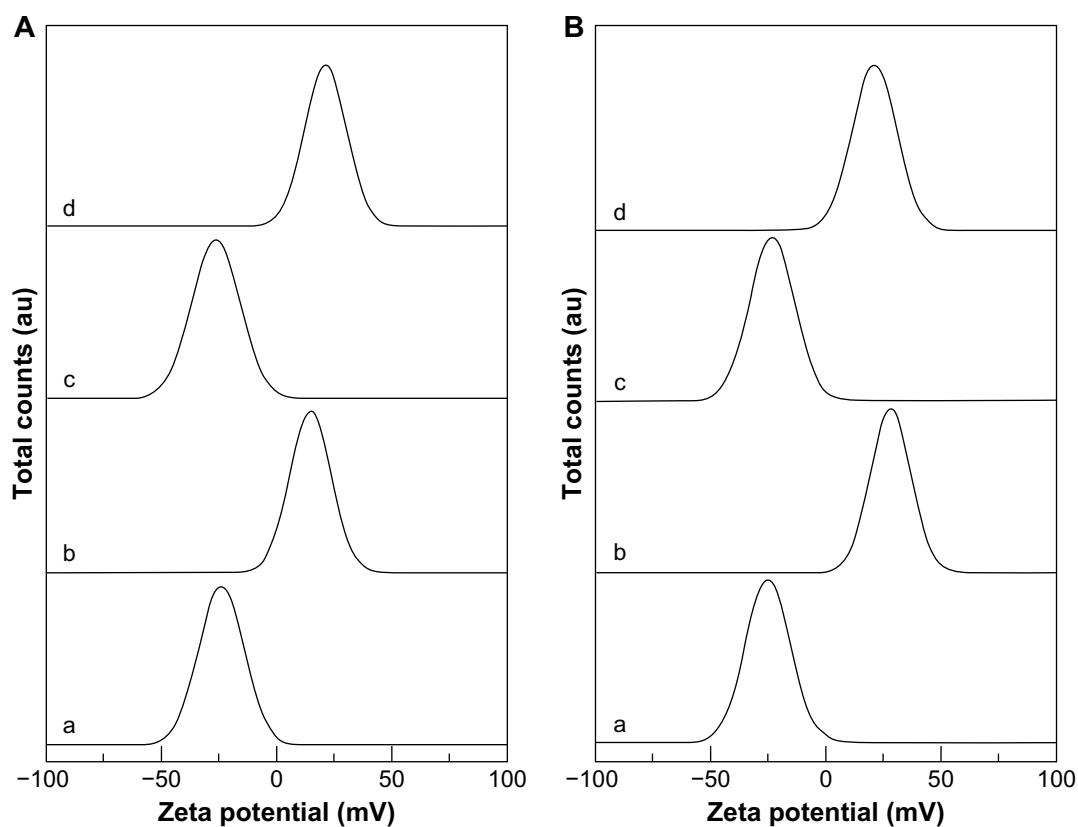 A
d
c
b
a
Total counts (au)
−100
−50
0
50
100
Zeta potential (mV)
B
d
c
b
a
Total counts (au)
−100
−50
0
50
100
Zeta potential (mV)